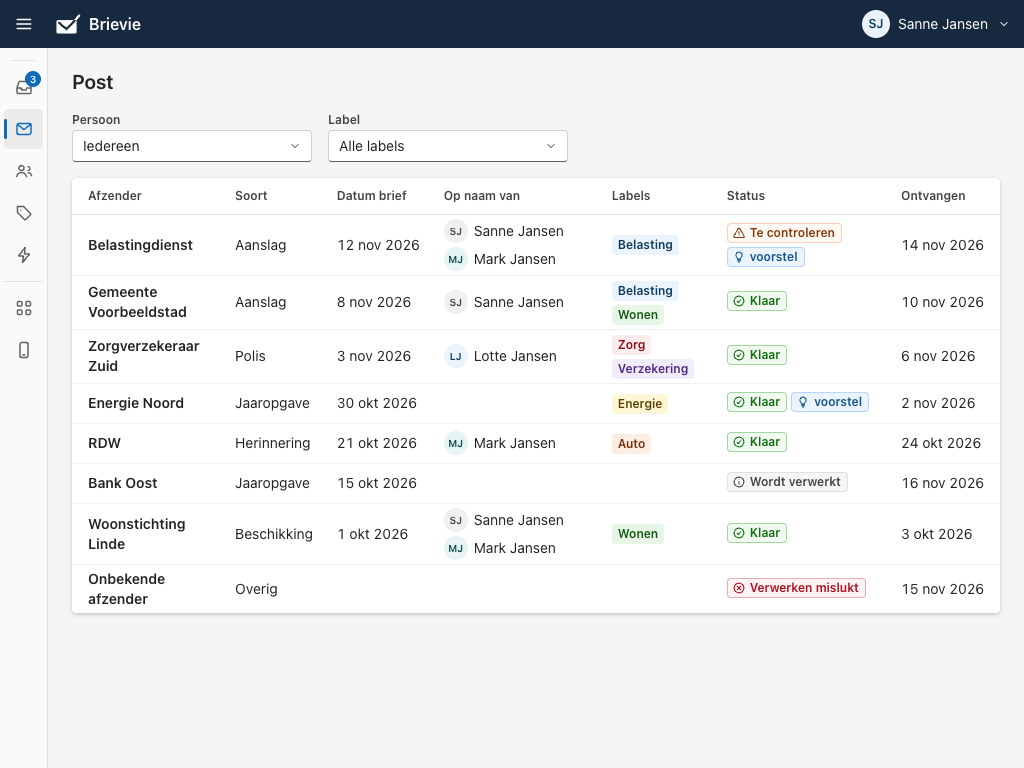 Brievie
SJ Sanne Jansen
3
Post
Persoon
Label
Iedereen
Alle labels
Afzender Soort Datum brief Op naam van Labels Status Ontvangen
Belastingdienst Aanslag 12 nov 2026 SJ Sanne Jansen MJ Mark Jansen Belasting Te controleren voorstel 14 nov 2026
Gemeente Voorbeeldstad Aanslag 8 nov 2026 SJ Sanne Jansen Belasting Wonen Klaar 10 nov 2026
Zorgverzekeraar Zuid Polis 3 nov 2026 LJ Lotte Jansen Zorg Verzekering Klaar 6 nov 2026
Energie Noord Jaaropgave 30 okt 2026 Energie Klaar voorstel 2 nov 2026
RDW Herinnering 21 okt 2026 MJ Mark Jansen Auto Klaar 24 okt 2026
Bank Oost Jaaropgave 15 okt 2026 Wordt verwerkt 16 nov 2026
Woonstichting Linde Beschikking 1 okt 2026 SJ Sanne Jansen MJ Mark Jansen Wonen Klaar 3 okt 2026
Onbekende afzender Overig Verwerken mislukt 15 nov 2026